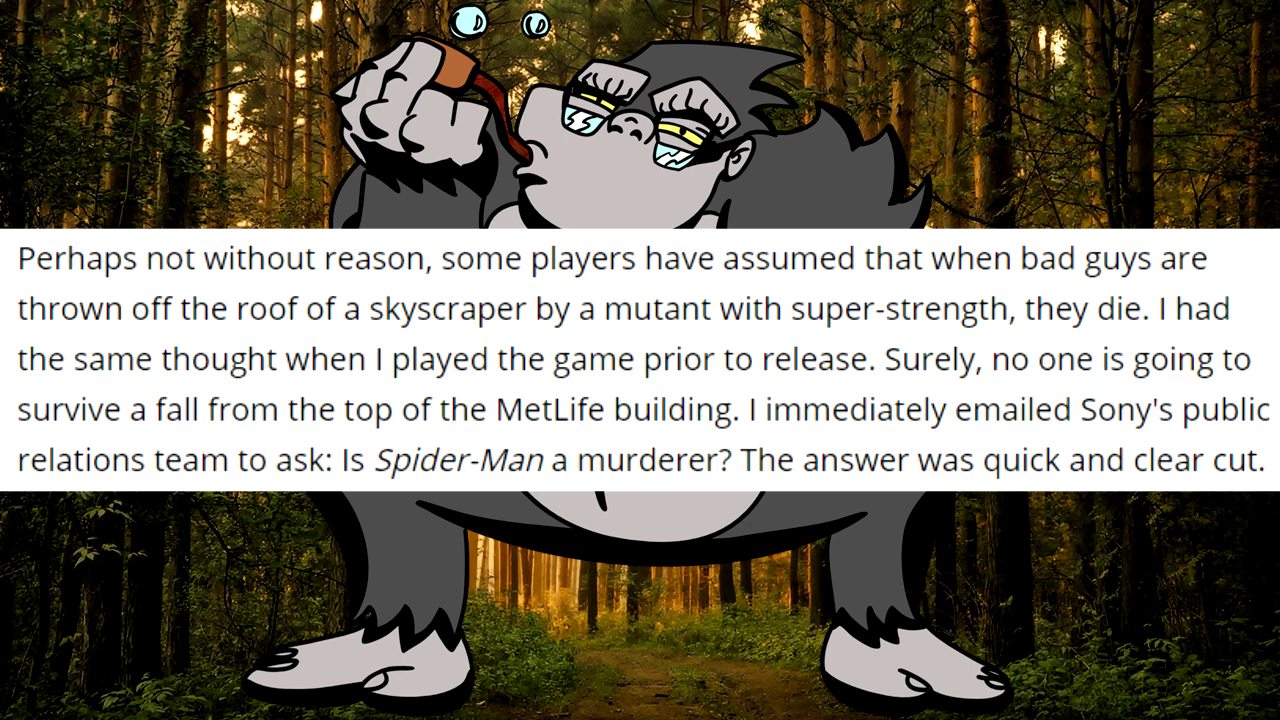 Perhaps not without reason, some players have assumed that when bad guys are
thrown off the roof of a skyscraper by a mutant with super-strength, they die. I had
the same thought when I played the game prior to release. Surely, no one is going to
survive a fall from the top of the MetLife building. I immediately emailed Sony's public
relations team to ask: Is Spider-Man a murderer? The answer was quick and clear cut.